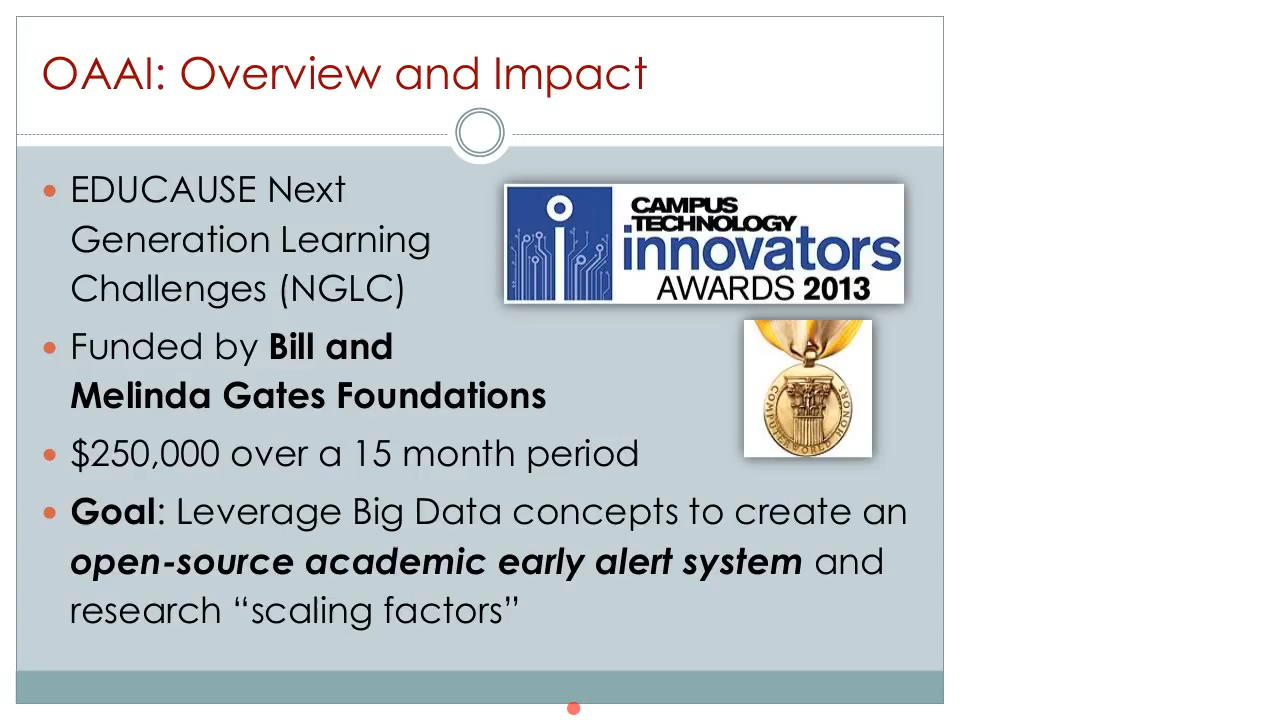 OAAI: Overview and Impact
• EDUCAUSE Next
Generation Learning
Challenges (NGLC)
CAMPUS
TECHNOLOGY
innovators
AWARDS 2013
• Funded by Bill and
Melinda Gates Foundations
COMPUTERWORLD HONORS
• $250,000 over a 15 month period
• Goal: Leverage Big Data concepts to create an
open-source academic early alert system and
research “scaling factors”